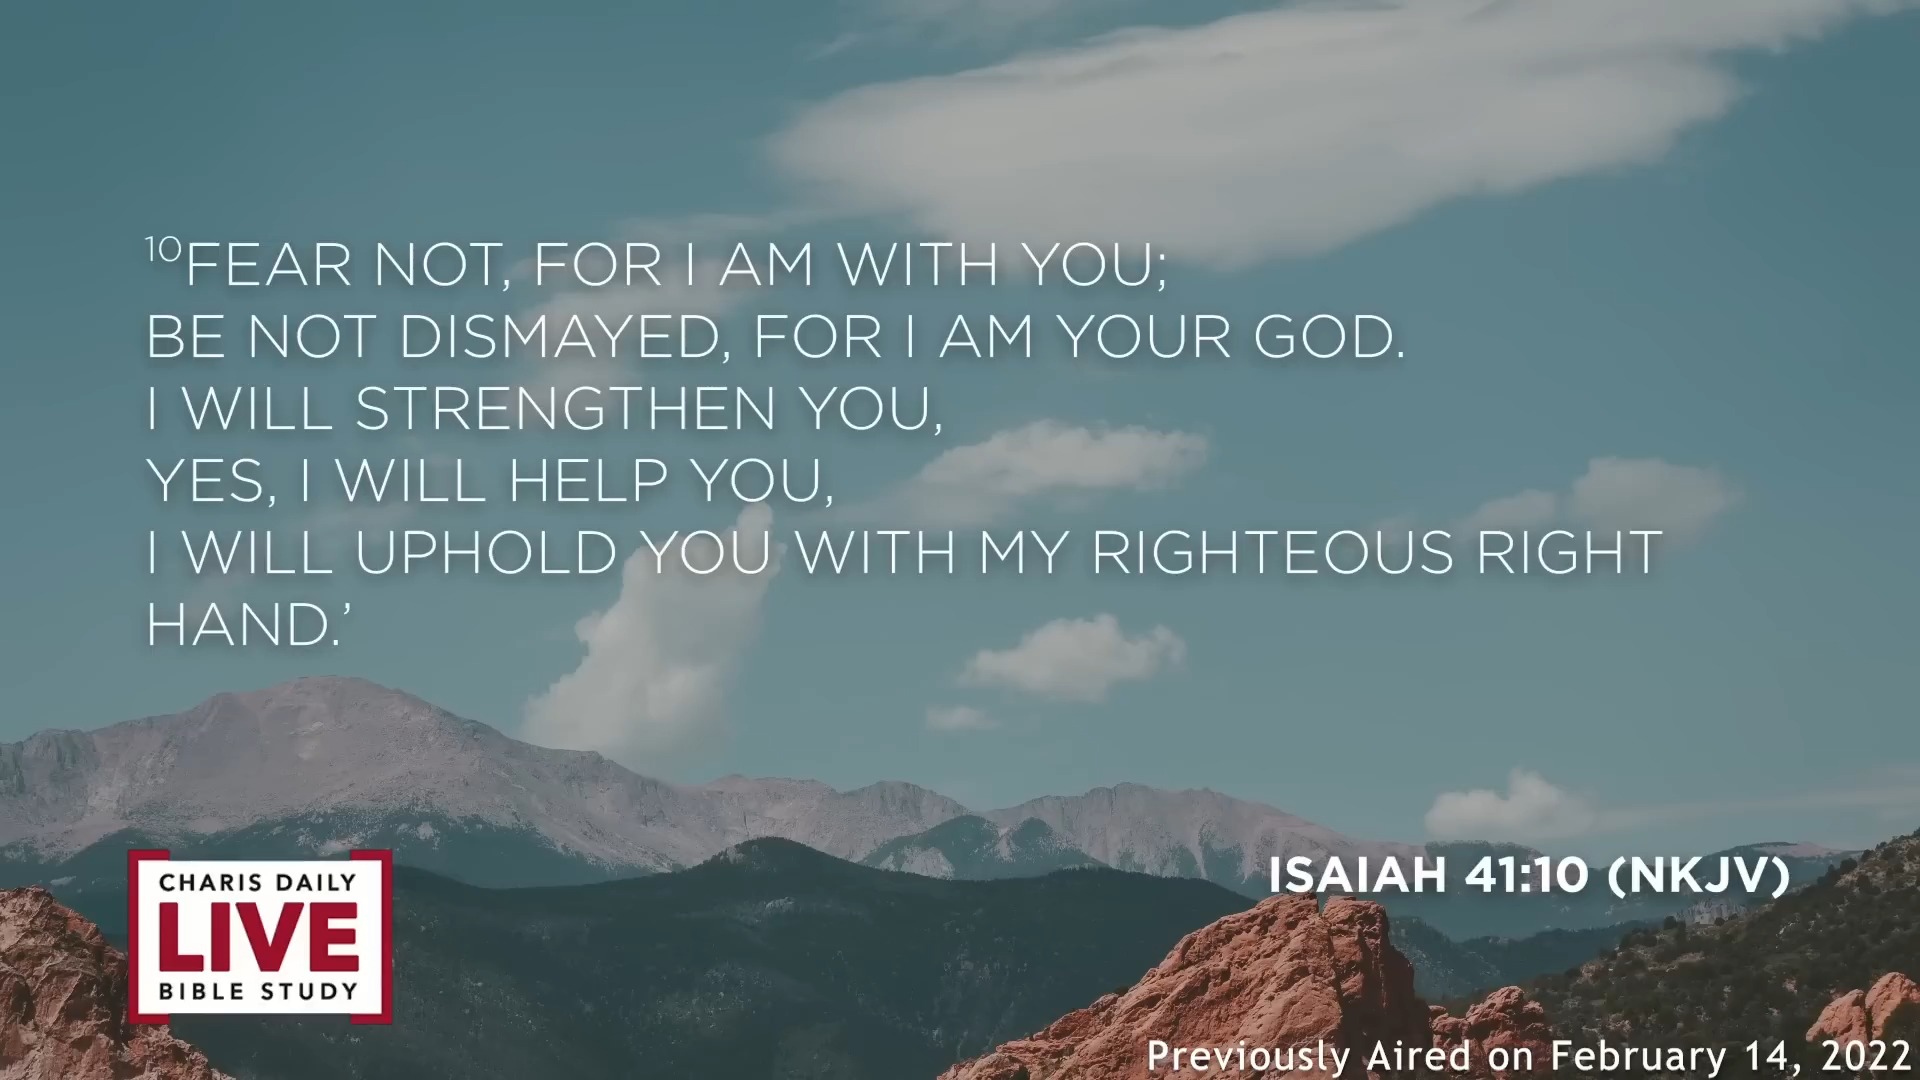 ¹⁰FEAR NOT, FOR I AM WITH YOU;
BE NOT DISMAYED, FOR I AM YOUR GOD.
I WILL STRENGTHEN YOU,
YES, I WILL HELP YOU,
I WILL UPHOLD YOU WITH MY RIGHTEOUS RIGHT
HAND.’
ISAIAH 41:10 (NKJV)
CHARIS DAILY
LIVE
BIBLE STUDY
Previously Aired on February 14, 2022